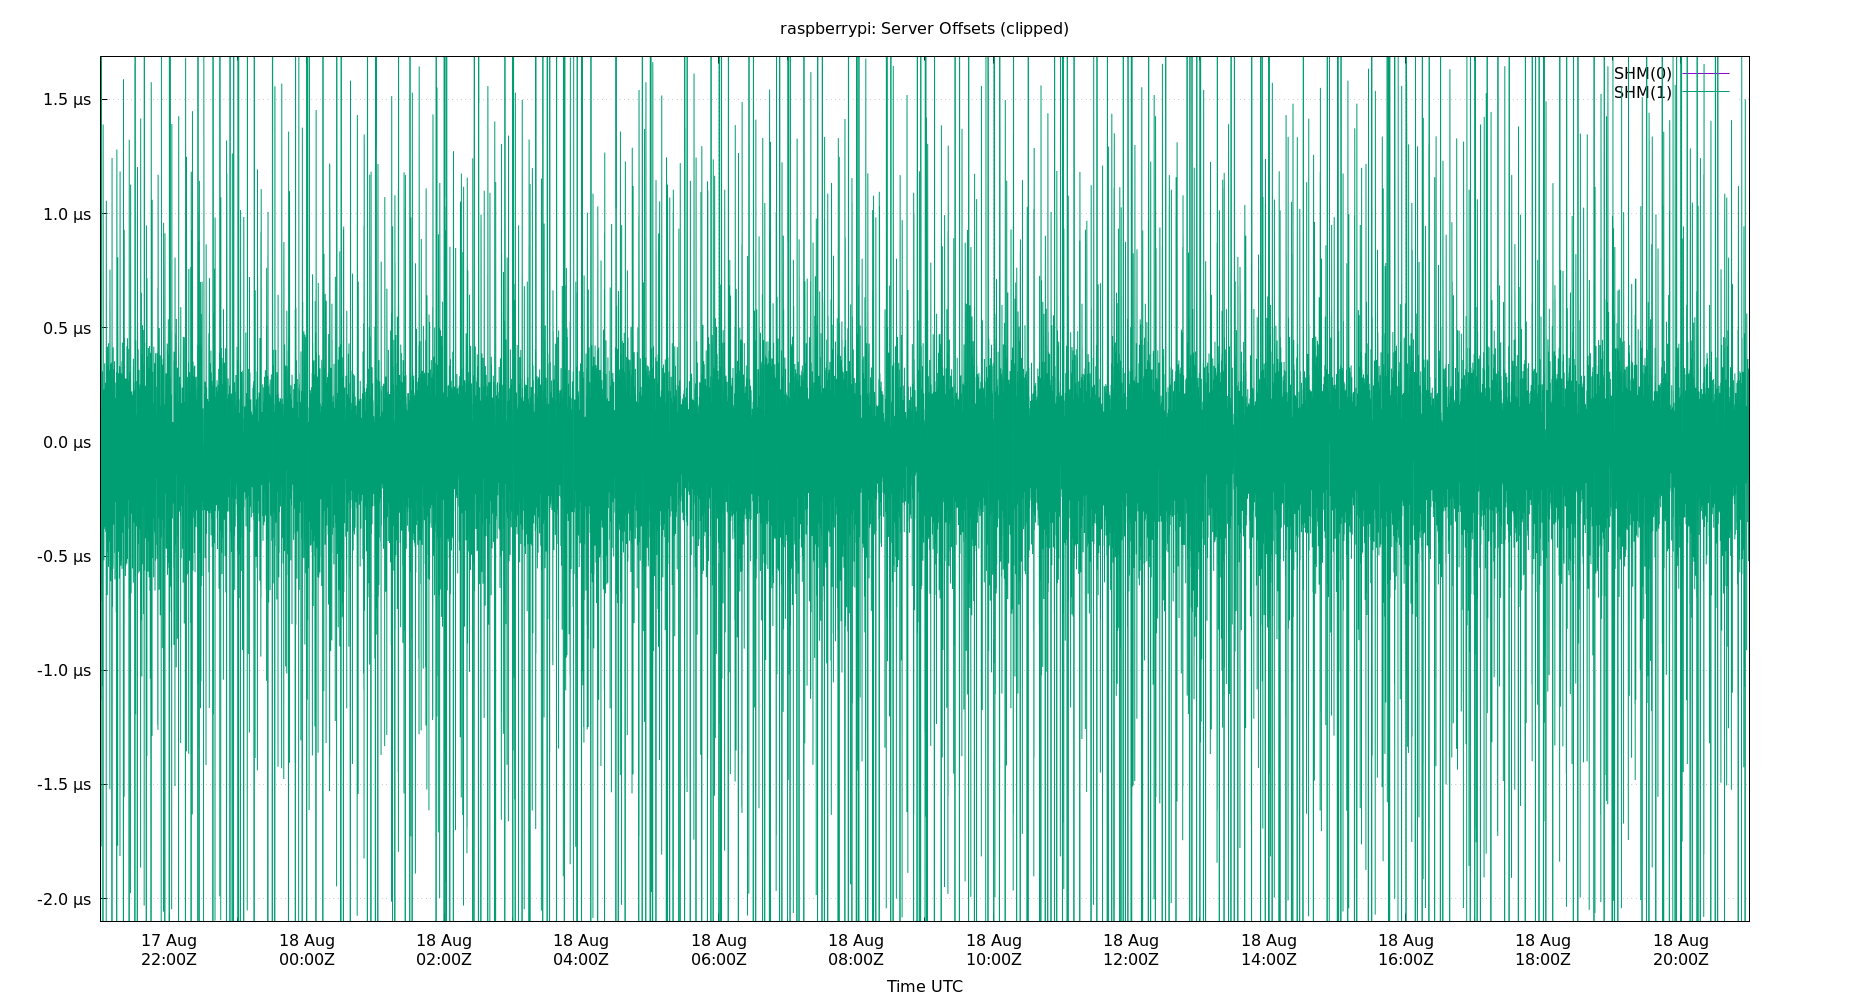 raspberrypi: Server Offsets (clipped)
SHM(0)
SHM(1)
1.5 µs
1.0 µs
0.5 µs
0.0 µs
-0.5 µs
-1.0 µs
-1.5 µs
-2.0 µs
17 Aug 18 Aug 18 Aug 18 Aug 18 Aug 18 Aug 18 Aug 18 Aug 18 Aug 18 Aug 18 Aug 18 Aug
22:00Z 00:00Z 02:00Z 04:00Z 06:00Z 08:00Z 10:00Z 12:00Z 14:00Z 16:00Z 18:00Z 20:00Z
Time UTC